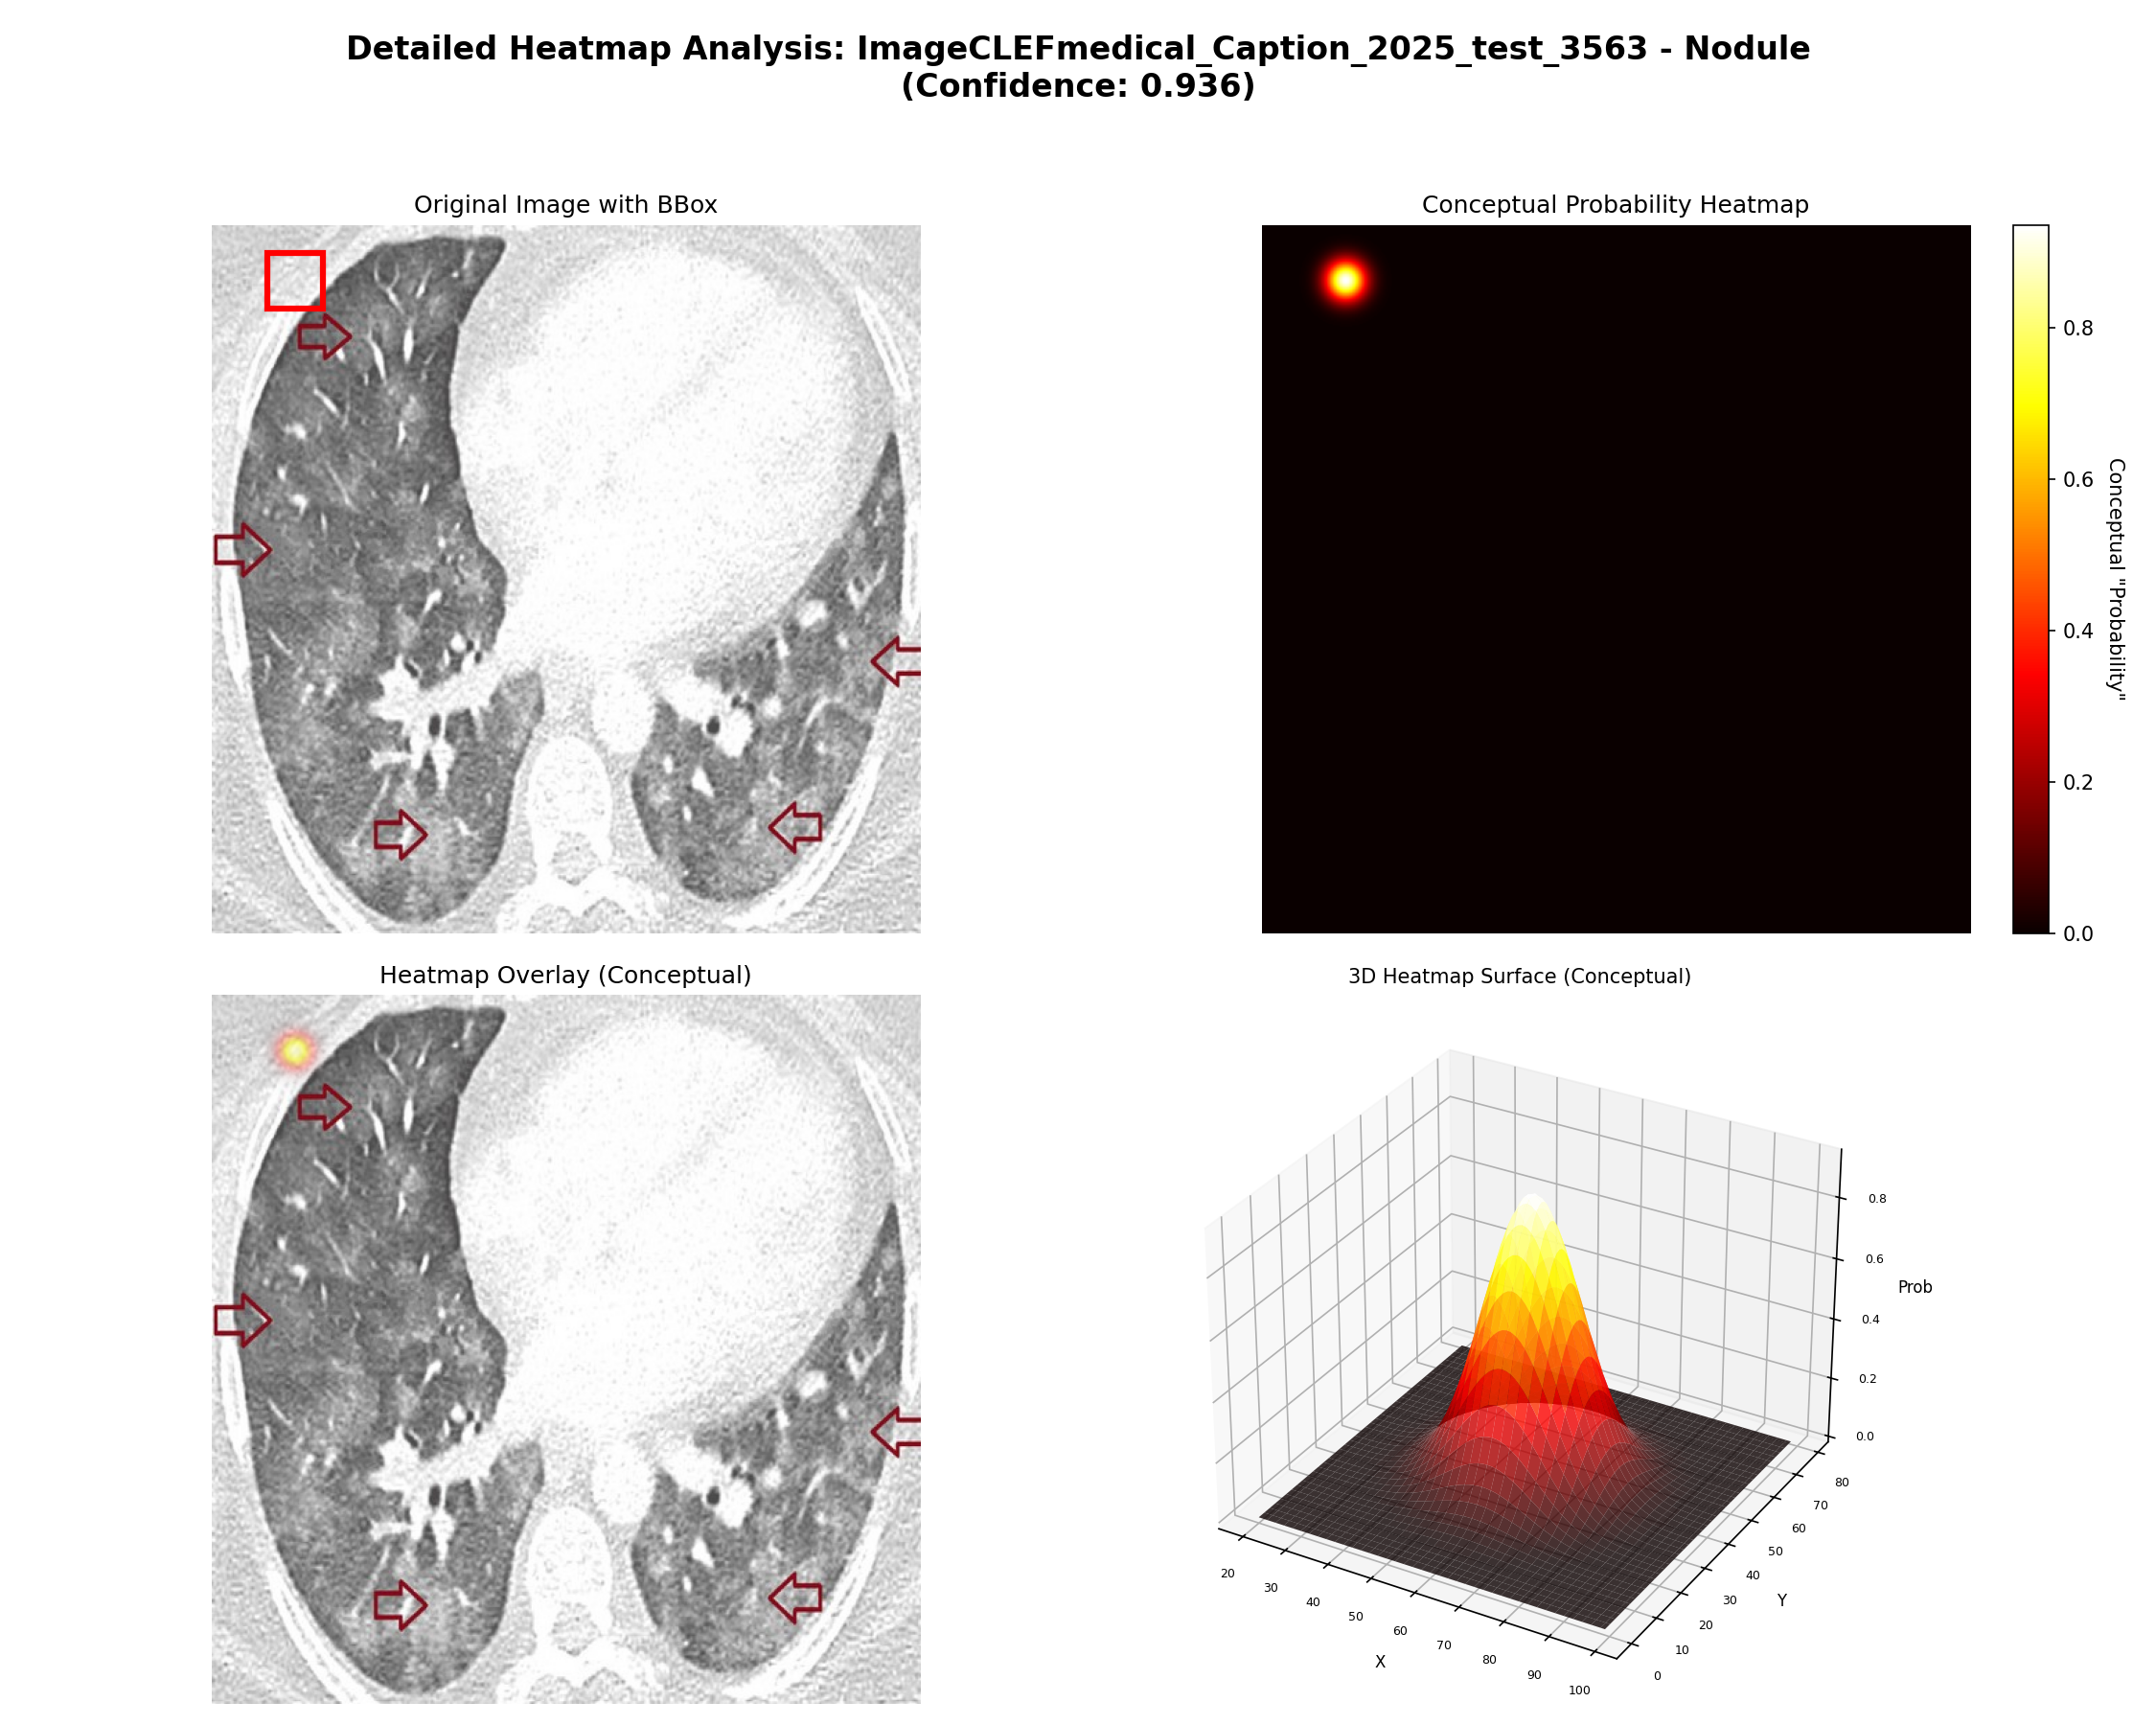 Detailed Heatmap Analysis: ImageCLEFmedical_Caption_2025_test_3563 - Nodule
(Confidence: 0.936)
Original Image with BBox
Conceptual Probability Heatmap
0.8
0.6
0.4
0.2
0.0
Conceptual "Probability"
Heatmap Overlay (Conceptual)
3D Heatmap Surface (Conceptual)
0.8
0.6
0.4
0.2
0.0
Prob
20
30
40
50
60
70
80
90
100
X
0
10
20
30
40
50
60
70
80
Y